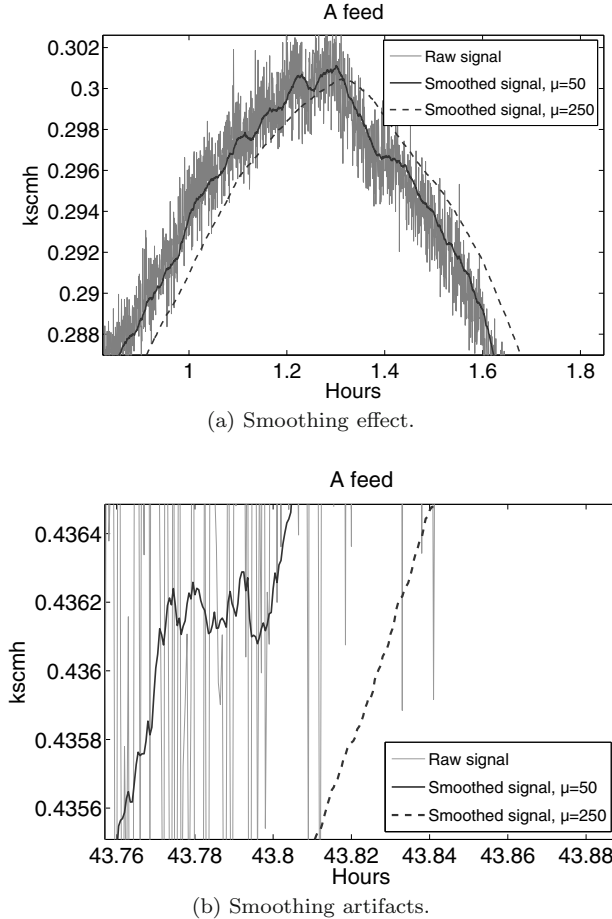 A feed
0.302
0.3
0.298
0.296
0.294
0.292
0.29
0.288
kscmh
Raw signal
Smoothed signal, μ=50
Smoothed signal, μ=250
1
1.2
1.4
1.6
1.8
Hours
(a) Smoothing effect.
A feed
0.4364
0.4362
0.436
0.4358
0.4356
kscmh
Raw signal
Smoothed signal, μ=50
Smoothed signal, μ=250
43.76
43.78
43.8
43.82
43.84
43.86
43.88
Hours
(b) Smoothing artifacts.